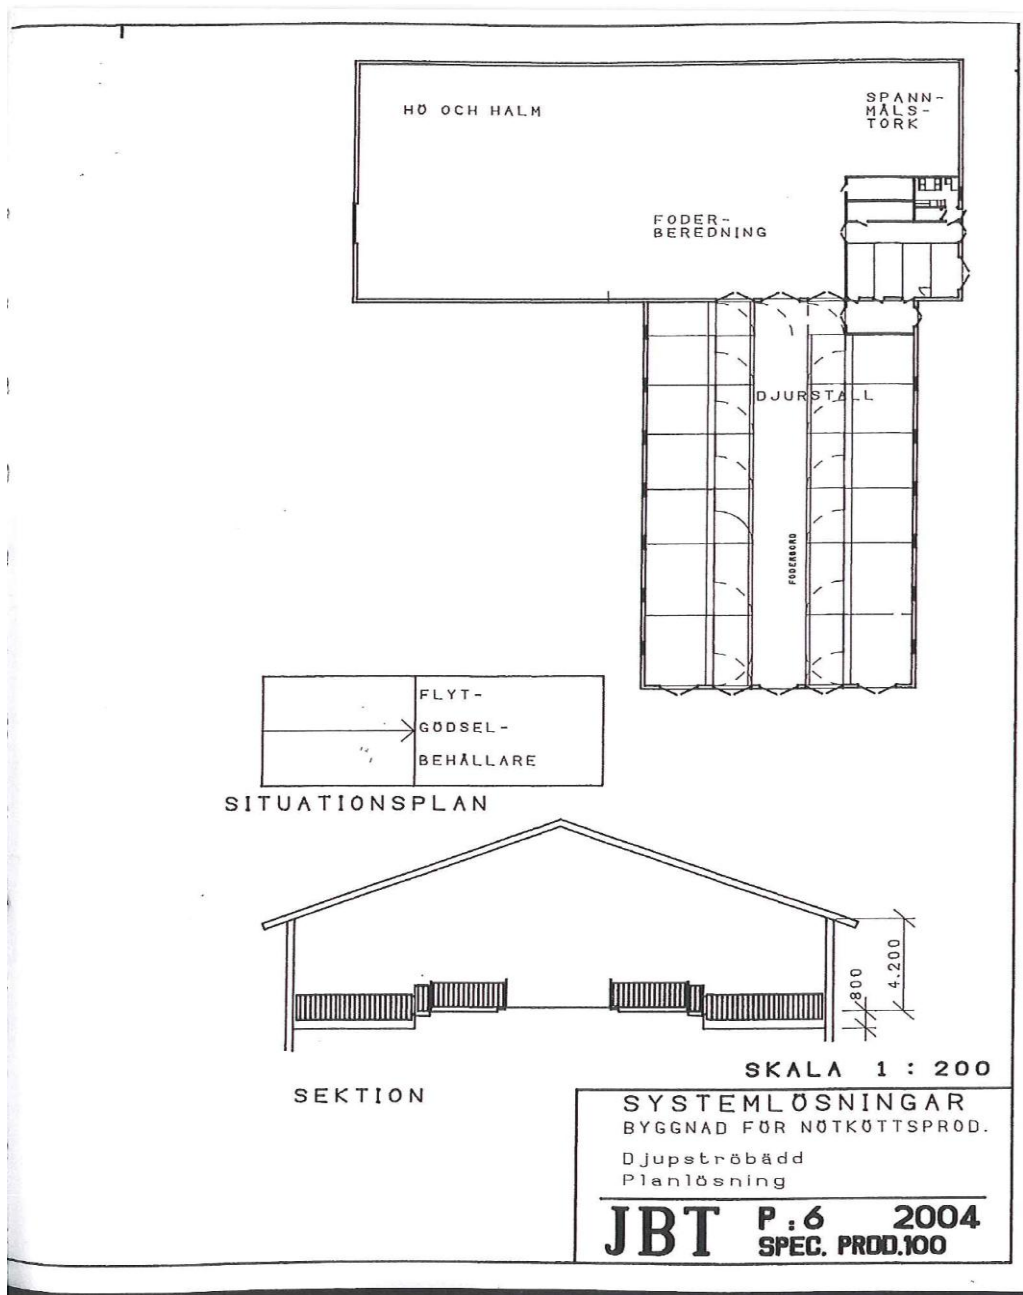 HÖ OCH HALM
SPANN-
MÅLS-
TORK
FODER-
BEREDNING
DJURSTALL
FODERBORD
FLYT-
GÖDSEL-
BEHÅLLARE
SITUATIONSPLAN
800
4.200
SKALA 1 : 200
SEKTION
SYSTEMLÖSNINGAR
BYGGNAD FÖR NÖTKÖTTSPROD.
Djupströbädd
Planlösning
JBT P:6 2004
SPEC. PROD.100